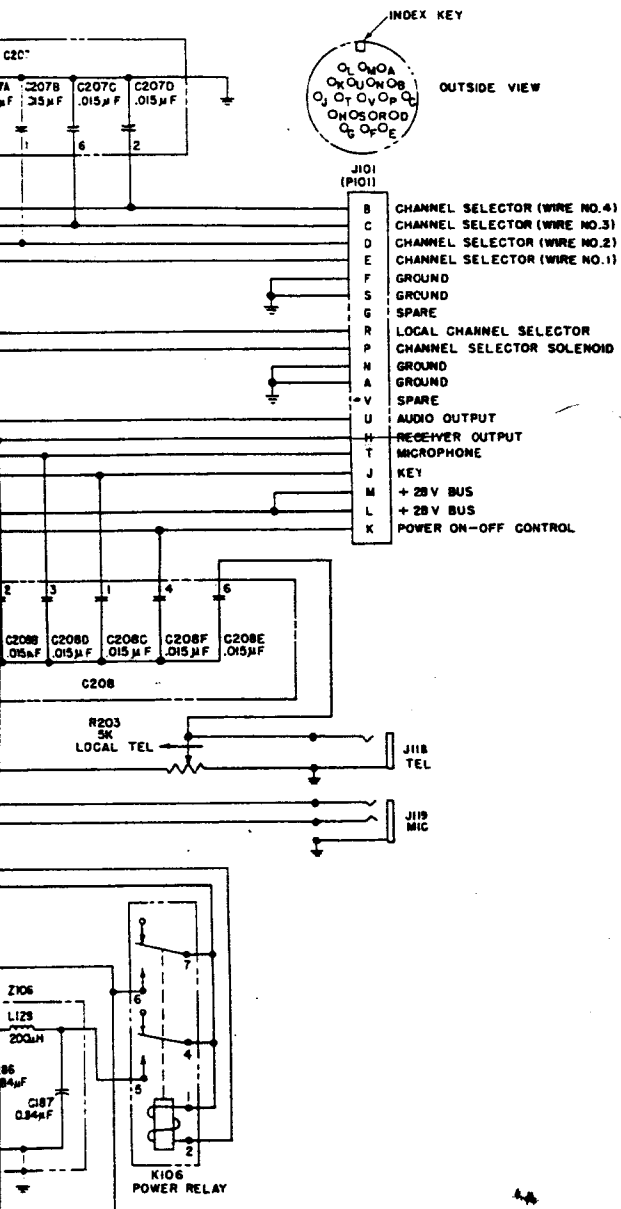 INDEX KEY
OUTSIDE VIEW
L M A
K U N B
J T V P C
H S O R D
G F E
C207B C207C C207D
.015µF .015µF
1 6 2
J101
(P101)
B CHANNEL SELECTOR (WIRE NO.4)
C CHANNEL SELECTOR (WIRE NO.3)
D CHANNEL SELECTOR (WIRE NO.2)
E CHANNEL SELECTOR (WIRE NO.1)
F GROUND
S GROUND
G SPARE
R LOCAL CHANNEL SELECTOR
P CHANNEL SELECTOR SOLENOID
N GROUND
A GROUND
V SPARE
U AUDIO OUTPUT
H RECEIVER OUTPUT
T MICROPHONE
J KEY
M + 28 V BUS
L + 28 V BUS
K POWER ON-OFF CONTROL
2 3 1 4 6
C208B C208D C208C C208F C208E
.015µF .015µF .015µF .015µF .015µF
C208
R203
5K
LOCAL TEL
J118
TEL
J119
MIC
7
6
Z106
L129
200µH
4
5
C187
0.84µF
1
2
K106
POWER RELAY